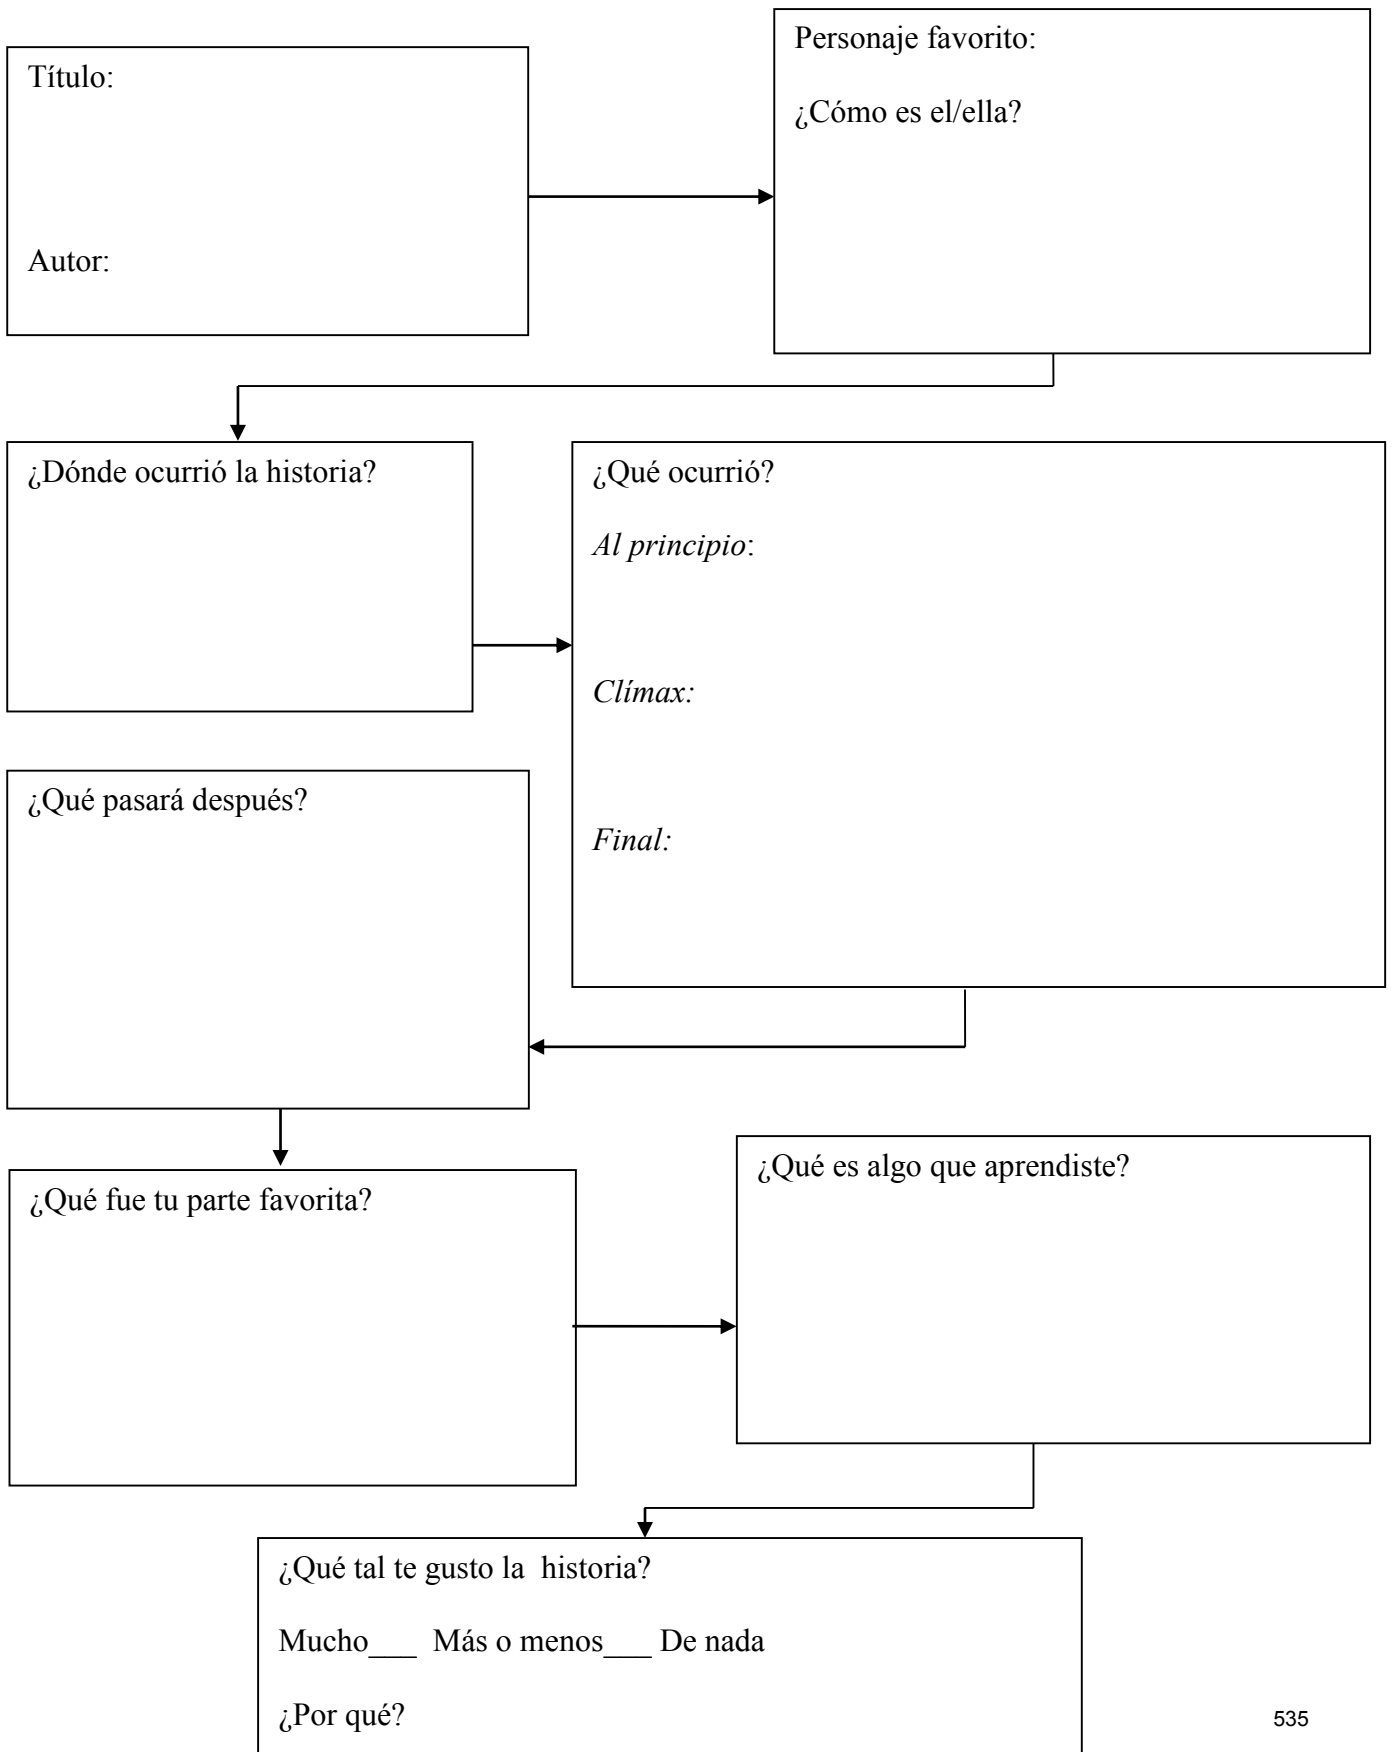 Título:
Autor:
Personaje favorito:
¿Cómo es el/ella?
¿Dónde ocurrió la historia?
¿Qué ocurrió?
Al principio:
Clímax:
Final:
¿Qué pasará después?
¿Qué fue tu parte favorita?
¿Qué es algo que aprendiste?
¿Qué tal te gusto la  historia?
Mucho___  Más o menos___ De nada
¿Por qué?
535